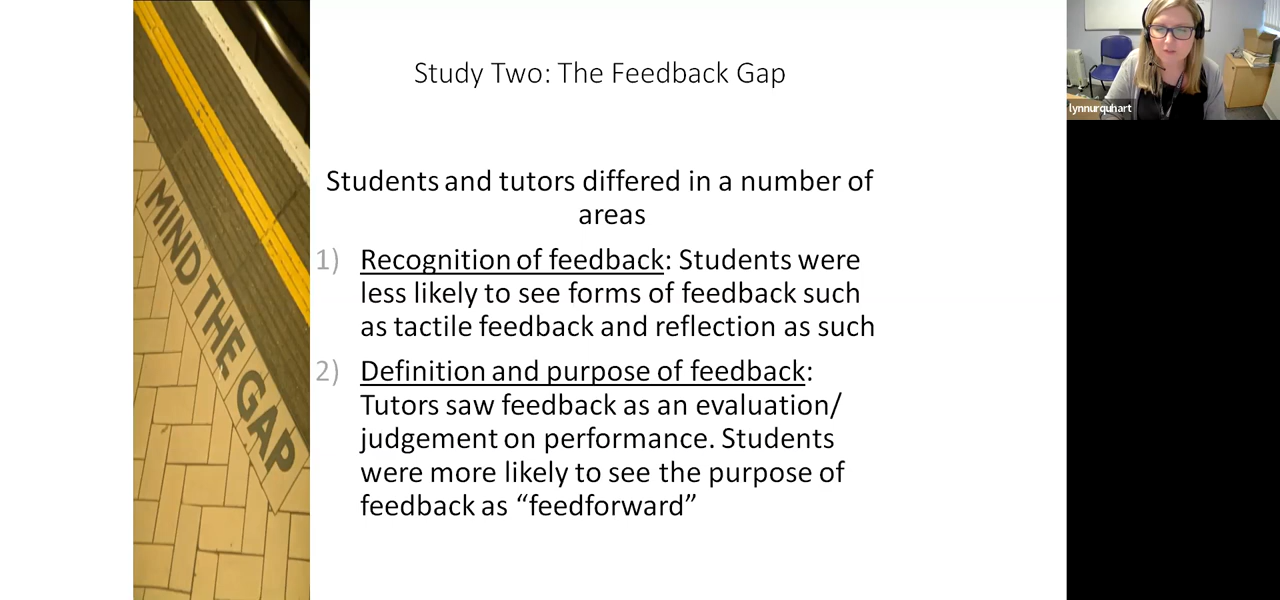 Study Two: The Feedback Gap
lynnurquhart
Students and tutors differed in a number of
areas
1) Recognition of feedback: Students were
less likely to see forms of feedback such
as tactile feedback and reflection as such
2) Definition and purpose of feedback:
Tutors saw feedback as an evaluation/
judgement on performance. Students
were more likely to see the purpose of
feedback as “feedforward”
MIND THE GAP